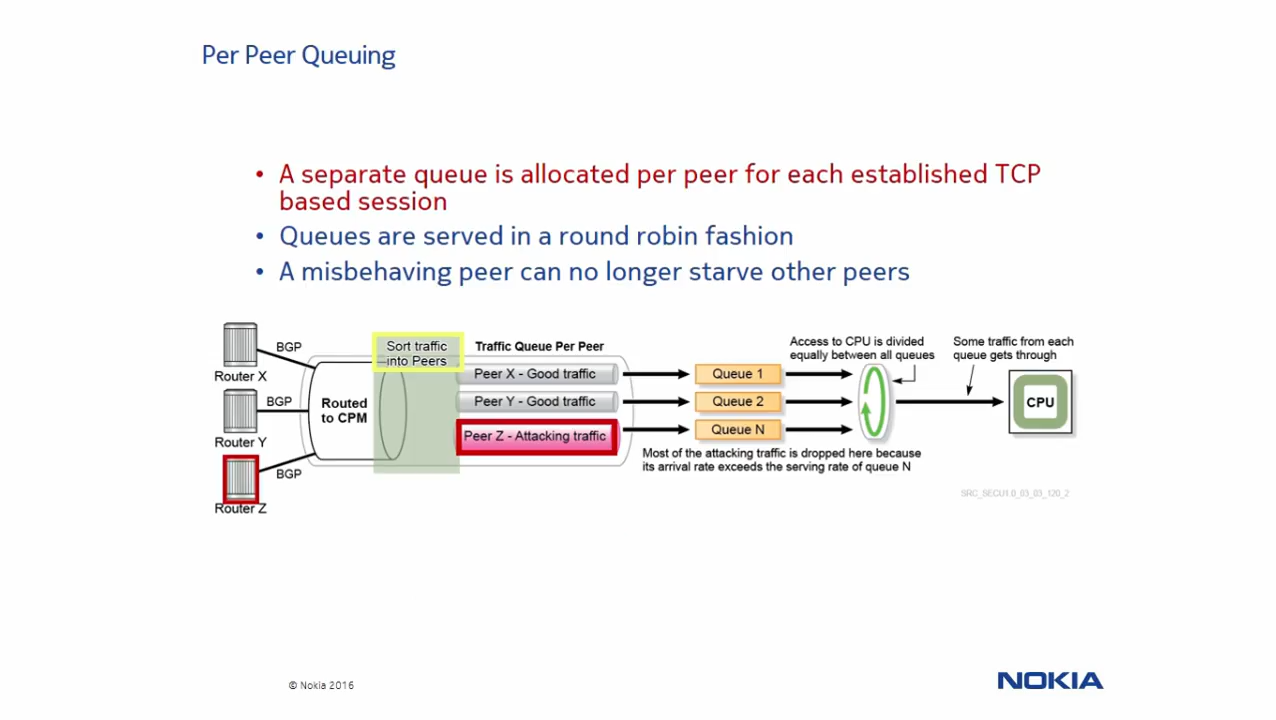 Per Peer Queuing
• A separate queue is allocated per peer for each established TCP
based session
• Queues are served in a round robin fashion
• A misbehaving peer can no longer starve other peers
Router X
BGP
Router Y
BGP
Router Z
BGP
Routed
to CPM
Sort traffic
into Peers
Traffic Queue Per Peer
Peer X - Good traffic
Peer Y - Good traffic
Peer Z - Attacking traffic
Queue 1
Queue 2
Queue N
Most of the attacking traffic is dropped here because
its arrival rate exceeds the serving rate of queue N
Access to CPU is divided
equally between all queues
Some traffic from each
queue gets through
CPU
SRC_SECU1.0_03_03_120_2
© Nokia 2016
NOKIA